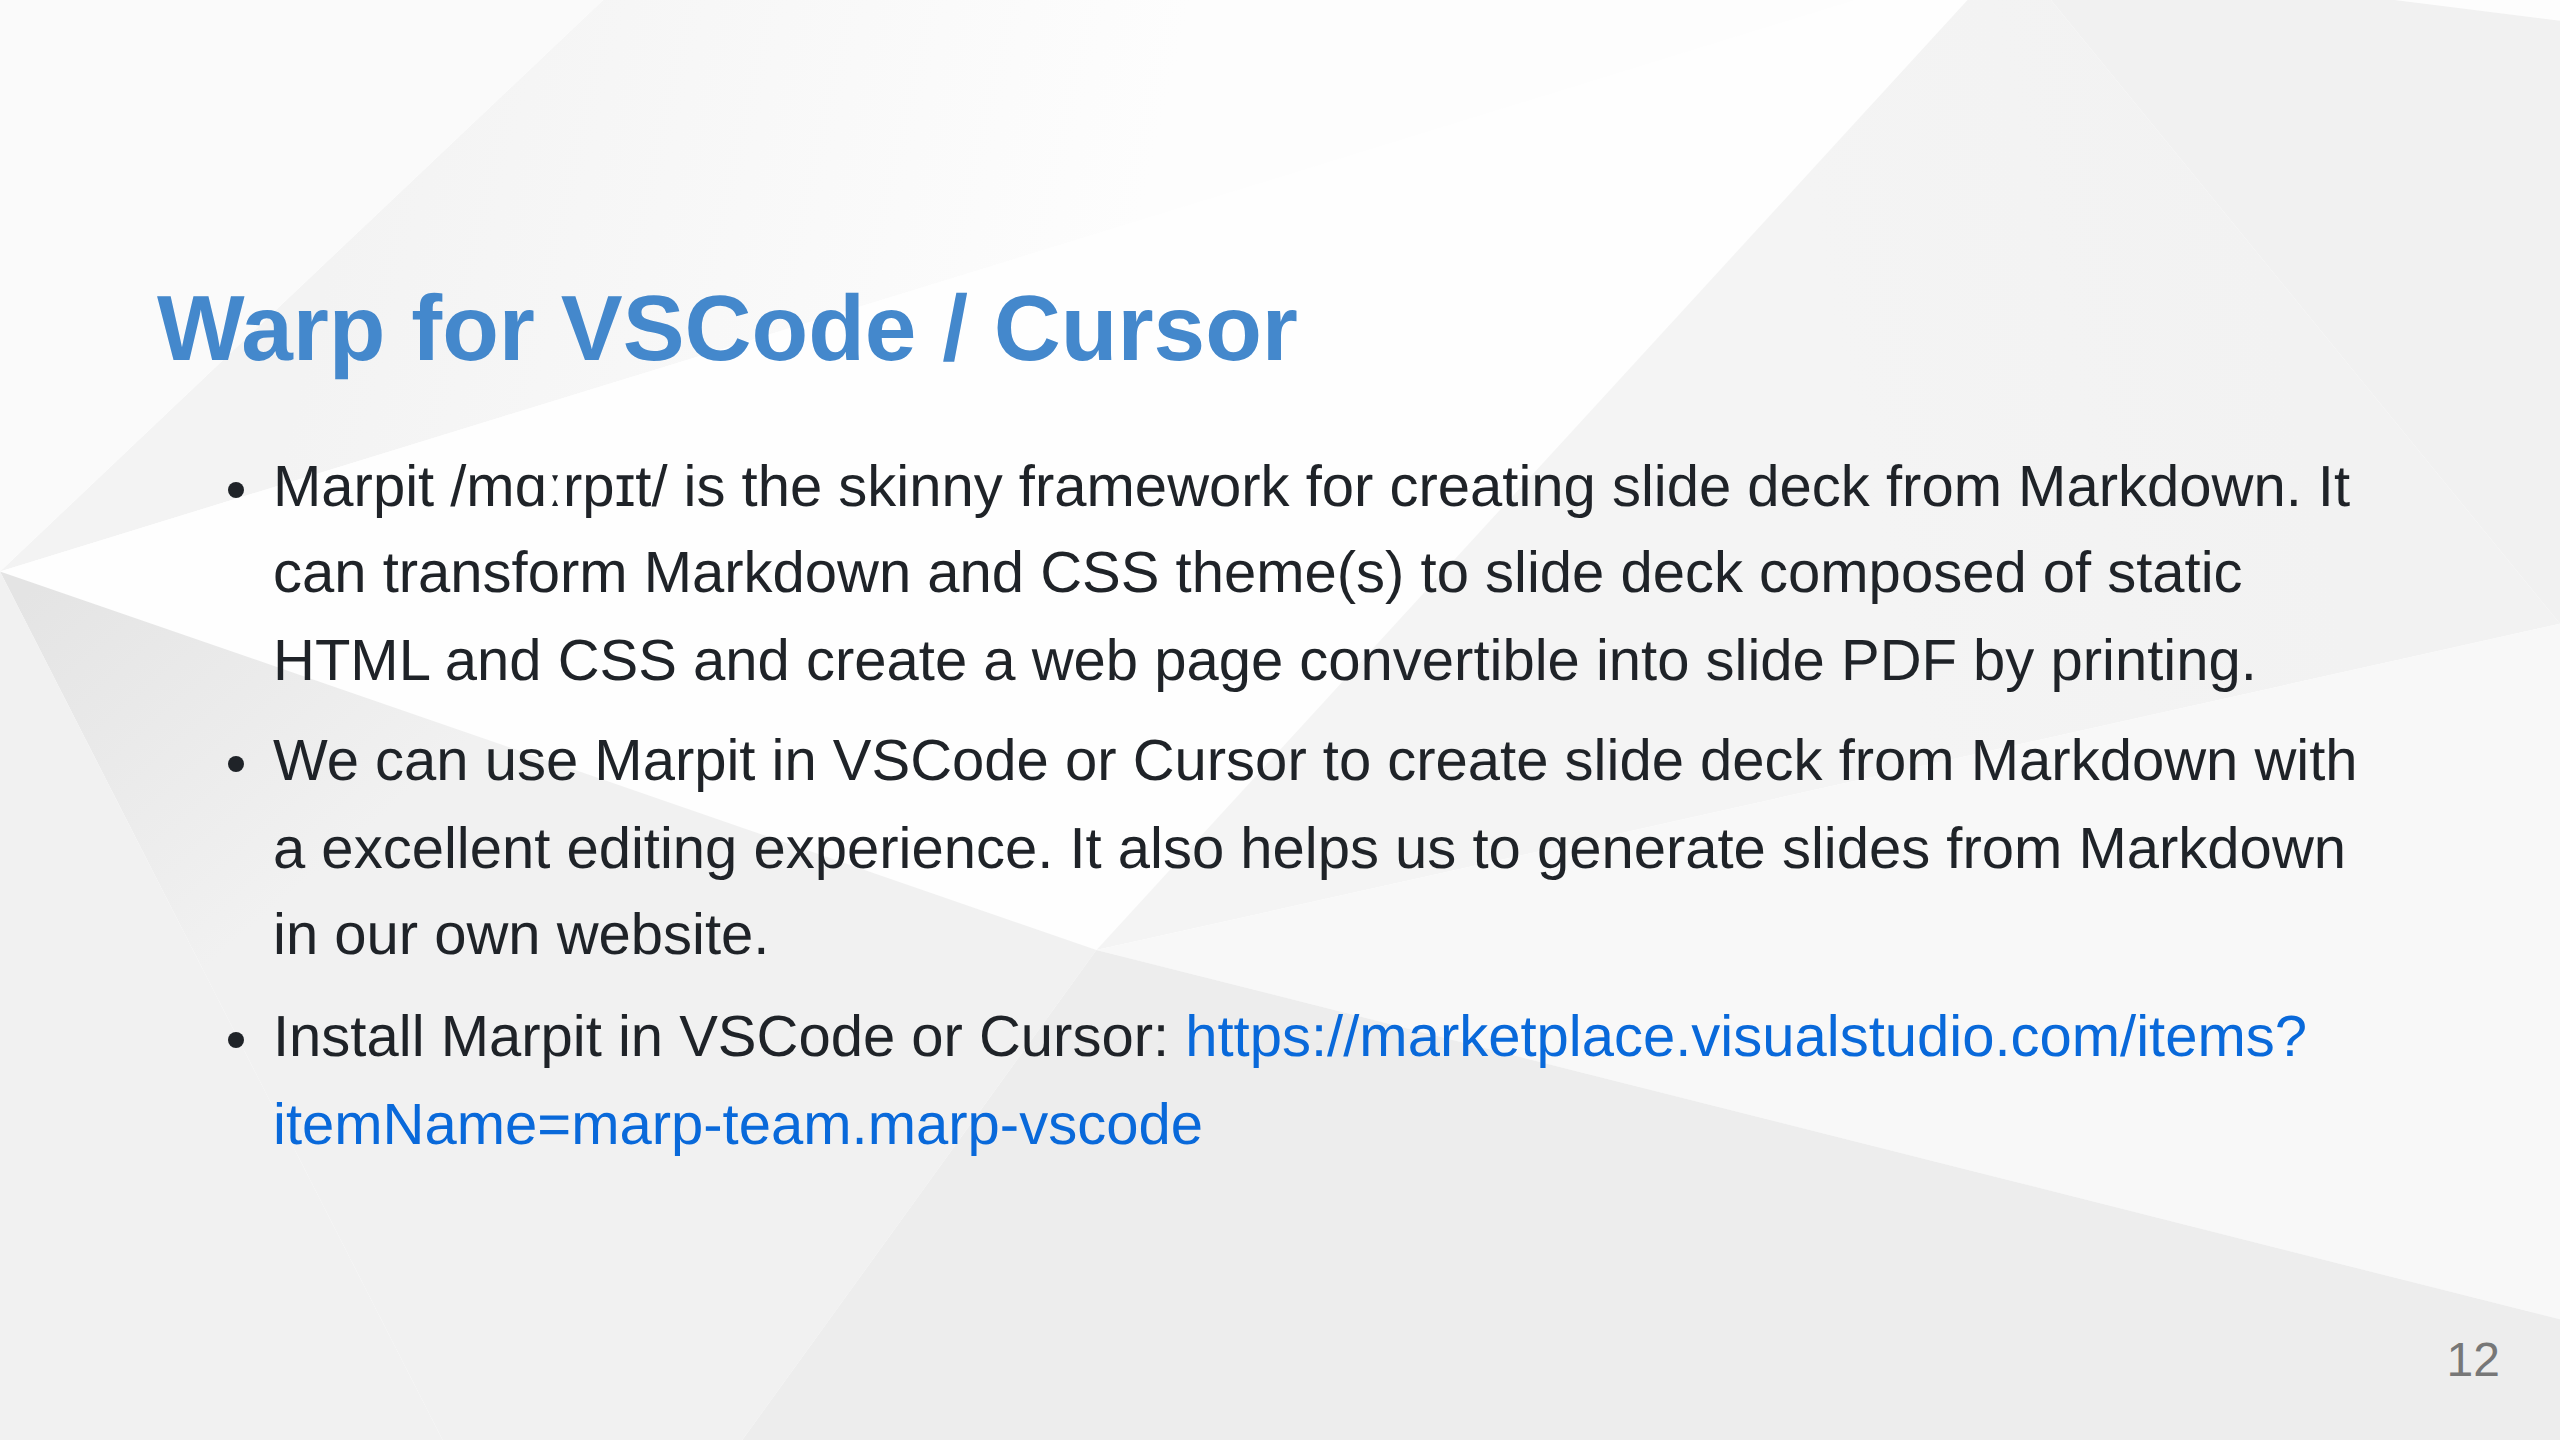 Warp for VSCode / Cursor
• Marpit /mɑːrpɪt/ is the skinny framework for creating slide deck from Markdown. It
can transform Markdown and CSS theme(s) to slide deck composed of static
HTML and CSS and create a web page convertible into slide PDF by printing.
• We can use Marpit in VSCode or Cursor to create slide deck from Markdown with
a excellent editing experience. It also helps us to generate slides from Markdown
in our own website.
• Install Marpit in VSCode or Cursor: https://marketplace.visualstudio.com/items?
itemName=marp-team.marp-vscode
12